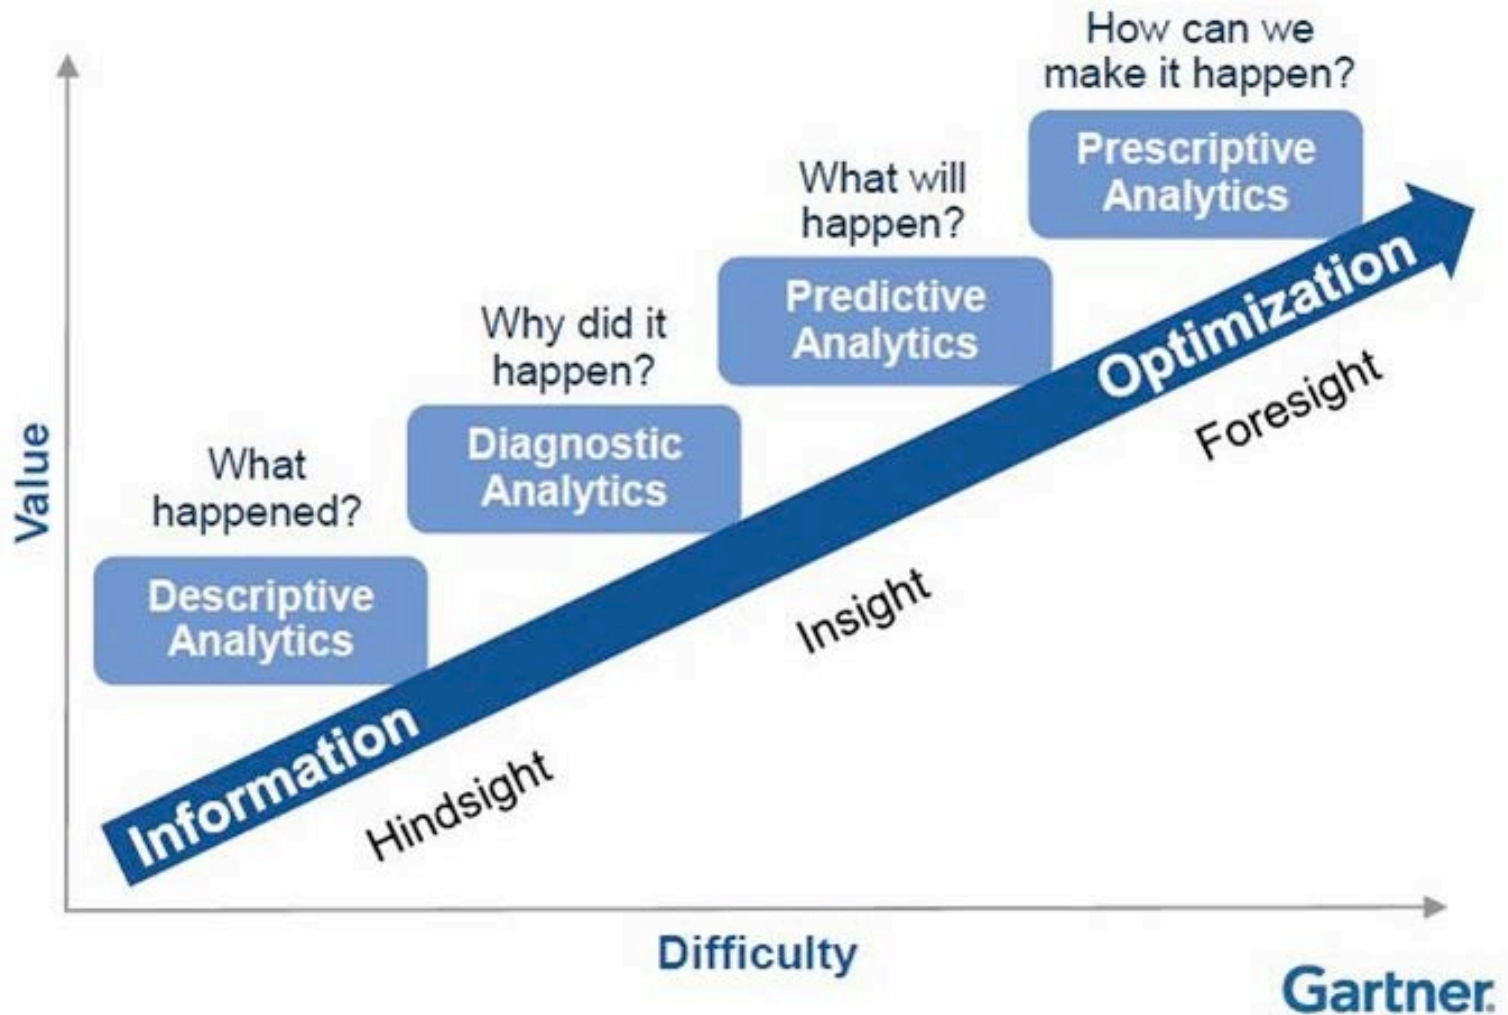 How can we
make it happen?
Prescriptive
Analytics
What will
happen?
Predictive
Analytics
Why did it
happen?
Diagnostic
Analytics
What
happened?
Descriptive
Analytics
Value
Information
Optimization
Hindsight
Insight
Foresight
Difficulty
Gartner.